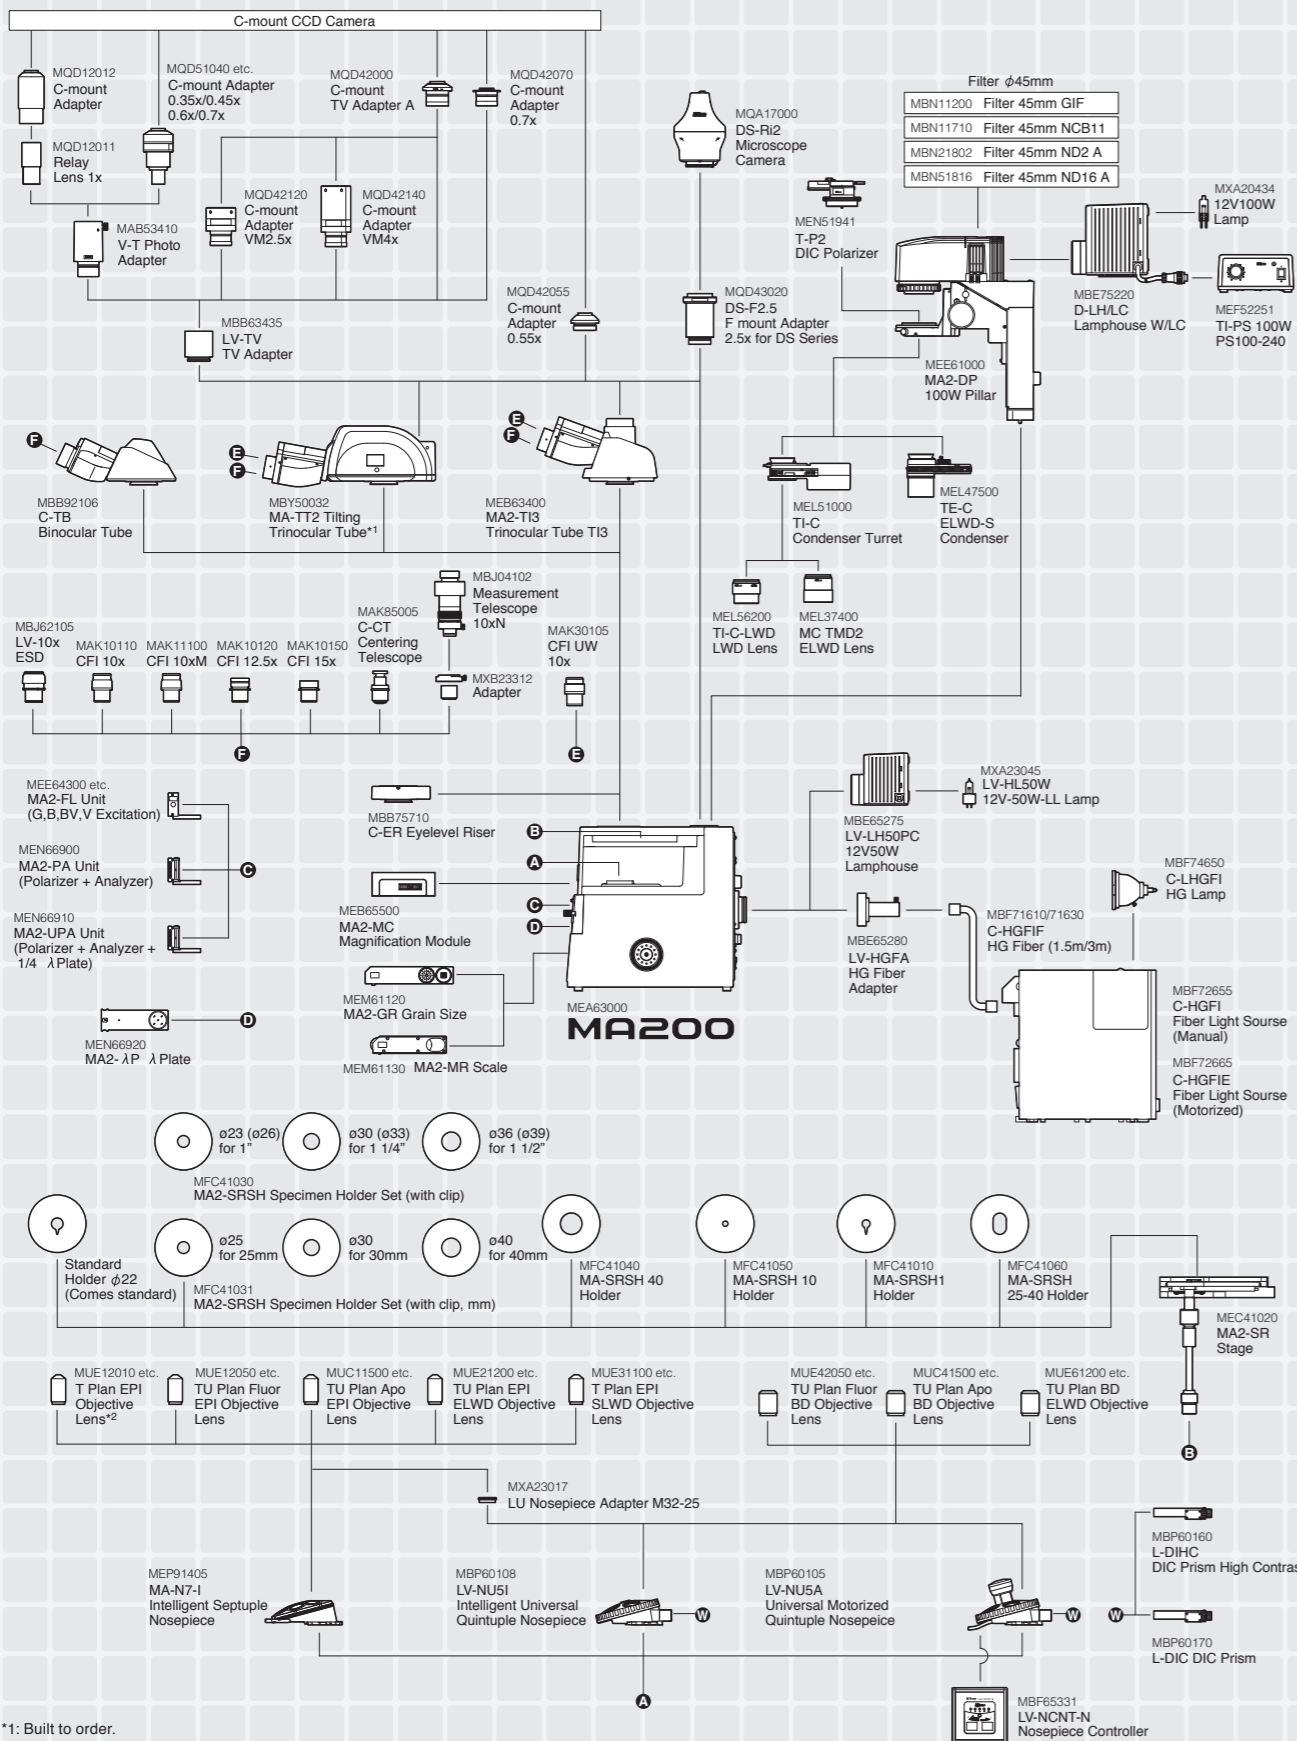 C-mount CCD Camera
MQD12012
C-mount
Adapter
MQD51040 etc.
C-mount Adapter
0.35x/0.45x
0.6x/0.7x
MQD42000
C-mount
TV Adapter A
MQD42070
C-mount
Adapter
0.7x
MQA17000
DS-Ri2
Microscope
Camera
Filter ϕ45mm
MBN11200 Filter 45mm GIF
MBN11710 Filter 45mm NCB11
MBN21802 Filter 45mm ND2 A
MBN51816 Filter 45mm ND16 A
MXA20434
12V100W
Lamp
MQD12011
Relay
Lens 1x
MAB53410
V-T Photo
Adapter
MQD42120
C-mount
Adapter
VM2.5x
MQD42140
C-mount
Adapter
VM4x
MEN51941
T-P2
DIC Polarizer
MBE75220
D-LH/LC
Lamphouse W/LC
MEF52251
TI-PS 100W
PS100-240
MBB63435
LV-TV
TV Adapter
MQD42055
C-mount
Adapter
0.55x
MQD43020
DS-F2.5
F mount Adapter
2.5x for DS Series
MEE61000
MA2-DP
100W Pillar
F
E
F
E
F
MBB92106
C-TB
Binocular Tube
MBY50032
MA-TT2 Tilting
Trinocular Tube*1
MEB63400
MA2-TI3
Trinocular Tube TI3
MEL51000
TI-C
Condenser Turret
MEL47500
TE-C
ELWD-S
Condenser
MEL56200
TI-C-LWD
LWD Lens
MEL37400
MC TMD2
ELWD Lens
MBJ62105
LV-10x
ESD
MAK10110
CFI 10x
MAK11100
CFI 10xM
MAK10120
CFI 12.5x
MAK10150
CFI 15x
MAK85005
C-CT
Centering
Telescope
MBJ04102
Measurement
Telescope
10xN
MXB23312
Adapter
MAK30105
CFI UW
10x
F
E
MEE64300 etc.
MA2-FL Unit
(G,B,BV,V Excitation)
MEN66900
MA2-PA Unit
(Polarizer + Analyzer)
MEN66910
MA2-UPA Unit
(Polarizer + Analyzer +
1/4 λ Plate)
C
MEN66920
MA2- λP λ Plate
D
MBB75710
C-ER Eyelevel Riser
MEB65500
MA2-MC
Magnification Module
MEM61120
MA2-GR Grain Size
MEM61130 MA2-MR Scale
B
A
C
D
MEA63000
MA200
MBE65275
LV-LH50PC
12V50W
Lamphouse
MXA23045
LV-HL50W
12V-50W-LL Lamp
MBE65280
LV-HGFA
HG Fiber
Adapter
MBF71610/71630
C-HGFIF
HG Fiber (1.5m/3m)
MBF74650
C-LHGFI
HG Lamp
MBF72655
C-HGFI
Fiber Light Sourse
(Manual)
MBF72665
C-HGFIE
Fiber Light Sourse
(Motorized)
ø23 (ø26)
for 1"
ø30 (ø33)
for 1 1/4"
ø36 (ø39)
for 1 1/2"
MFC41030
MA2-SRSH Specimen Holder Set (with clip)
Standard
Holder ϕ22
(Comes standard)
ø25
for 25mm
ø30
for 30mm
ø40
for 40mm
MFC41031
MA2-SRSH Specimen Holder Set (with clip, mm)
MFC41040
MA-SRSH 40
Holder
MFC41050
MA-SRSH 10
Holder
MFC41010
MA-SRSH1
Holder
MFC41060
MA-SRSH
25-40 Holder
MEC41020
MA2-SR
Stage
B
MUE12010 etc.
T Plan EPI
Objective
Lens*2
MUE12050 etc.
TU Plan Fluor
EPI Objective
Lens
MUC11500 etc.
TU Plan Apo
EPI Objective
Lens
MUE21200 etc.
TU Plan EPI
ELWD Objective
Lens
MUE31100 etc.
T Plan EPI
SLWD Objective
Lens
MUE42050 etc.
TU Plan Fluor
BD Objective
Lens
MUC41500 etc.
TU Plan Apo
BD Objective
Lens
MUE61200 etc.
TU Plan BD
ELWD Objective
Lens
MXA23017
LU Nosepiece Adapter M32-25
MEP91405
MA-N7-I
Intelligent Septuple
Nosepiece
MBP60108
LV-NU5I
Intelligent Universal
Quintuple Nosepiece
W
MBP60105
LV-NU5A
Universal Motorized
Quintuple Nosepeice
W
W
MBP60160
L-DIHC
DIC Prism High Contras
MBP60170
L-DIC DIC Prism
A
MBF65331
LV-NCNT-N
Nosepiece Controller
*1: Built to order.